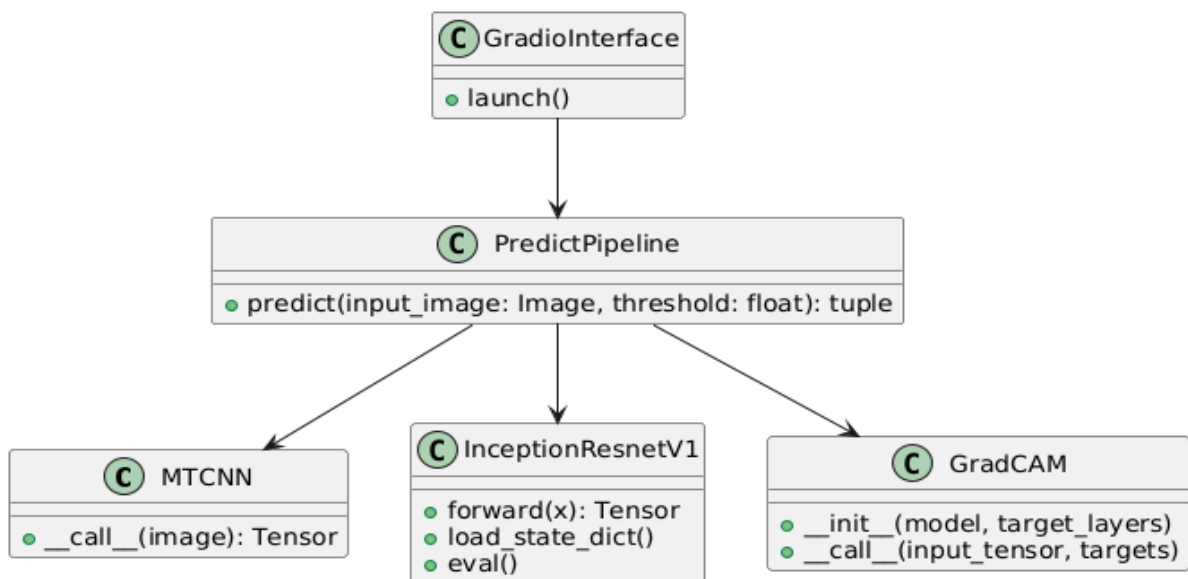 C GradioInterface
launch()
C PredictPipeline
predict(input_image: Image, threshold: float): tuple
C MTCNN
__call__(image): Tensor
C InceptionResnetV1
forward(x): Tensor
load_state_dict()
eval()
C GradCAM
__init__(model, target_layers)
__call__(input_tensor, targets)